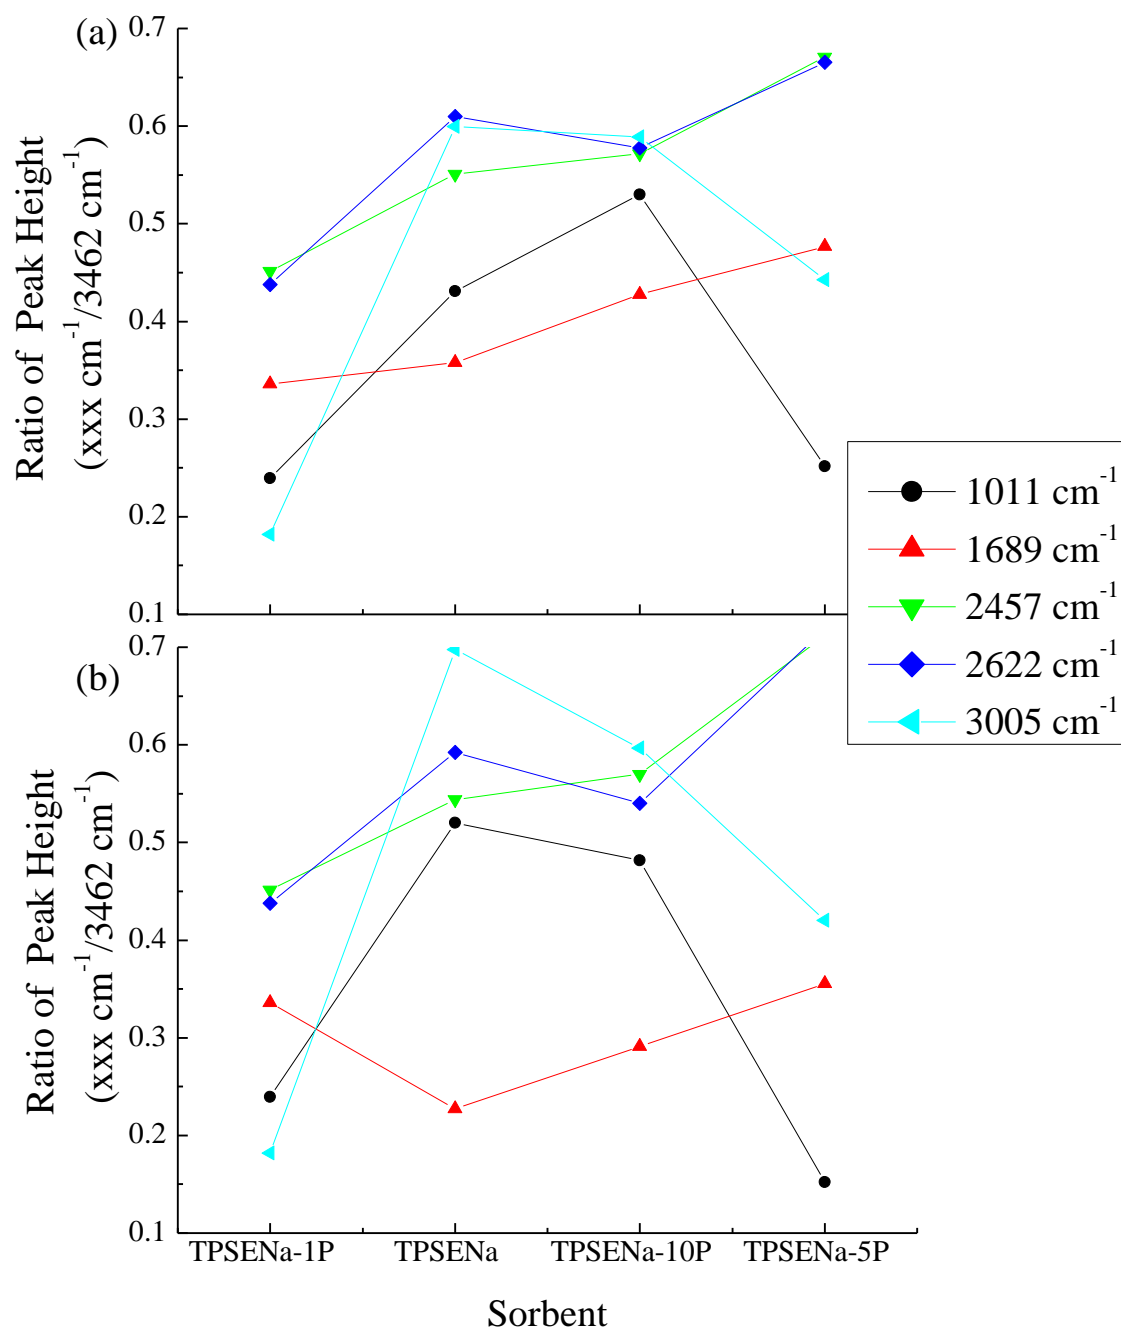 (a)
0.7
0.6
0.5
0.4
0.3
0.2
0.1
Ratio of Peak Height
(xxx cm⁻¹/3462 cm⁻¹)
1011 cm⁻¹
1689 cm⁻¹
2457 cm⁻¹
2622 cm⁻¹
3005 cm⁻¹
(b)
0.7
0.6
0.5
0.4
0.3
0.2
0.1
Ratio of Peak Height
(xxx cm⁻¹/3462 cm⁻¹)
TPSENa-1P TPSENa TPSENa-10P TPSENa-5P
Sorbent